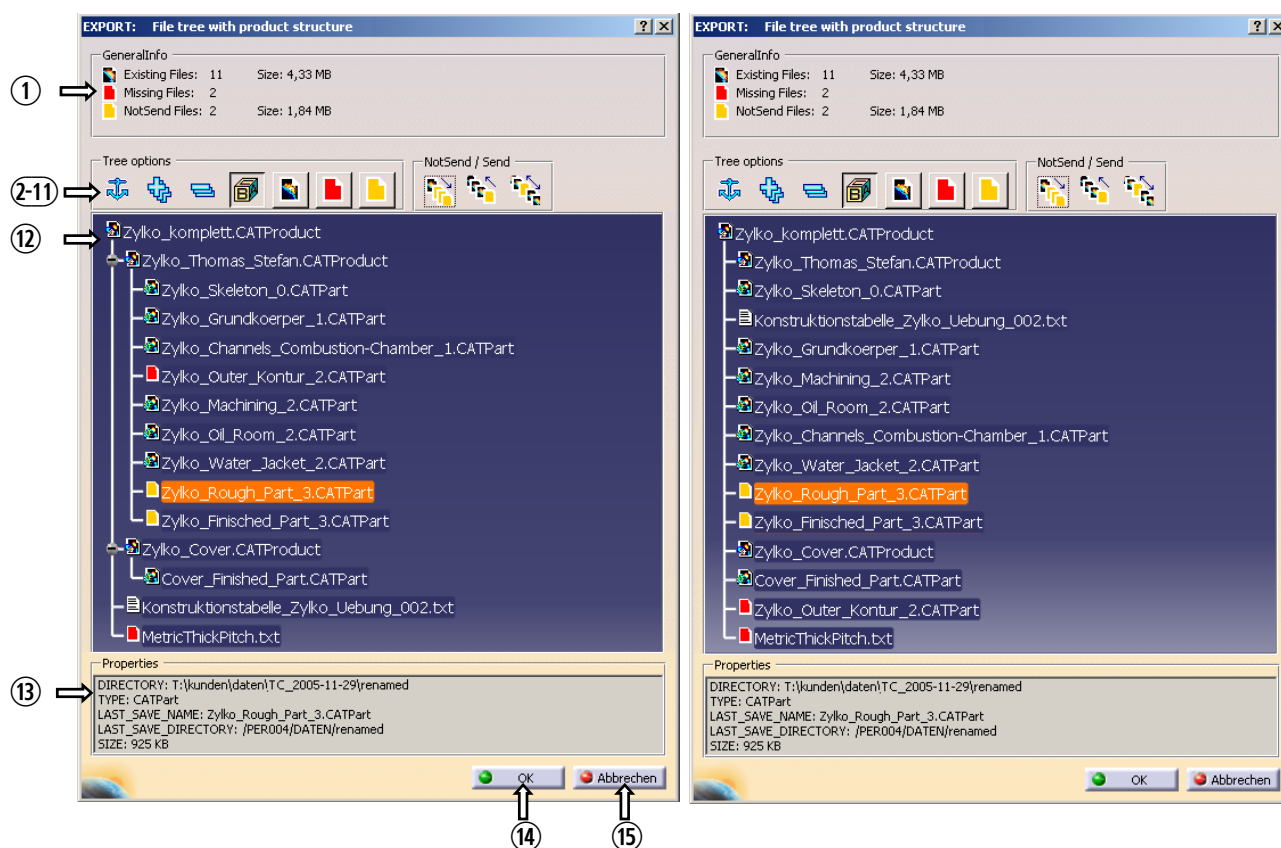 EXPORT: File tree with product structure
GeneralInfo
Existing Files: 11 Size: 4,33 MB
Missing Files: 2
NotSend Files: 2 Size: 1,84 MB
Tree options
NotSend / Send
B
Zylko_komplett.CATProduct
Zylko_Thomas_Stefan.CATProduct
Zylko_Skeleton_0.CATPart
Zylko_Grundkoerper_1.CATPart
Zylko_Channels_Combustion-Chamber_1.CATPart
Zylko_Outer_Kontur_2.CATPart
Zylko_Machining_2.CATPart
Zylko_Oil_Room_2.CATPart
Zylko_Water_Jacket_2.CATPart
Zylko_Rough_Part_3.CATPart
Zylko_Finisched_Part_3.CATPart
Zylko_Cover.CATProduct
Cover_Finished_Part.CATPart
Konstruktionstabelle_Zylko_Uebung_002.txt
MetricThickPitch.txt
Properties
DIRECTORY: T:\kunden\daten\TC_2005-11-29\renamed
TYPE: CATPart
LAST_SAVE_NAME: Zylko_Rough_Part_3.CATPart
LAST_SAVE_DIRECTORY: /PER004/DATEN/renamed
SIZE: 925 KB
OK
Abbrechen
1
2-11
12
13
14
15
EXPORT: File tree with product structure
GeneralInfo
Existing Files: 11 Size: 4,33 MB
Missing Files: 2
NotSend Files: 2 Size: 1,84 MB
Tree options
NotSend / Send
B
Zylko_komplett.CATProduct
Zylko_Thomas_Stefan.CATProduct
Zylko_Skeleton_0.CATPart
Konstruktionstabelle_Zylko_Uebung_002.txt
Zylko_Grundkoerper_1.CATPart
Zylko_Machining_2.CATPart
Zylko_Oil_Room_2.CATPart
Zylko_Channels_Combustion-Chamber_1.CATPart
Zylko_Water_Jacket_2.CATPart
Zylko_Rough_Part_3.CATPart
Zylko_Finisched_Part_3.CATPart
Zylko_Cover.CATProduct
Cover_Finished_Part.CATPart
Zylko_Outer_Kontur_2.CATPart
MetricThickPitch.txt
Properties
DIRECTORY: T:\kunden\daten\TC_2005-11-29\renamed
TYPE: CATPart
LAST_SAVE_NAME: Zylko_Rough_Part_3.CATPart
LAST_SAVE_DIRECTORY: /PER004/DATEN/renamed
SIZE: 925 KB
OK
Abbrechen